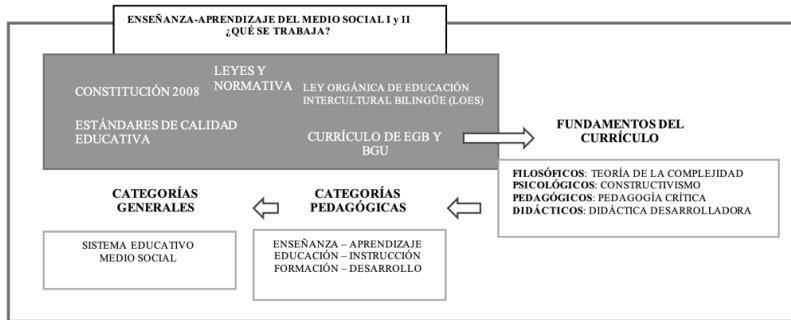 ENSEÑANZA-APRENDIZAJE DEL MEDIO SOCIAL I y II
¿QUÉ SE TRABAJA?
LEYES Y
NORMATIVA
CONSTITUCIÓN 2008
LEY ORGÁNICA DE EDUCACIÓN
INTERCULTURAL BILINGÜE (LOES)
ESTÁNDARES DE CALIDAD
EDUCATIVA
CURRÍCULO DE EGB Y
BGU
FUNDAMENTOS DEL
CURRÍCULO
FILOSÓFICOS: TEORÍA DE LA COMPLEJIDAD
PSICOLÓGICOS: CONSTRUCTIVISMO
PEDAGÓGICOS: PEDAGOGÍA CRÍTICA
DIDÁCTICOS: DIDÁCTICA DESARROLLADORA
CATEGORÍAS
PEDAGÓGICAS
ENSEÑANZA – APRENDIZAJE
EDUCACIÓN – INSTRUCCIÓN
FORMACIÓN – DESARROLLO
CATEGORÍAS
GENERALES
SISTEMA EDUCATIVO
MEDIO SOCIAL